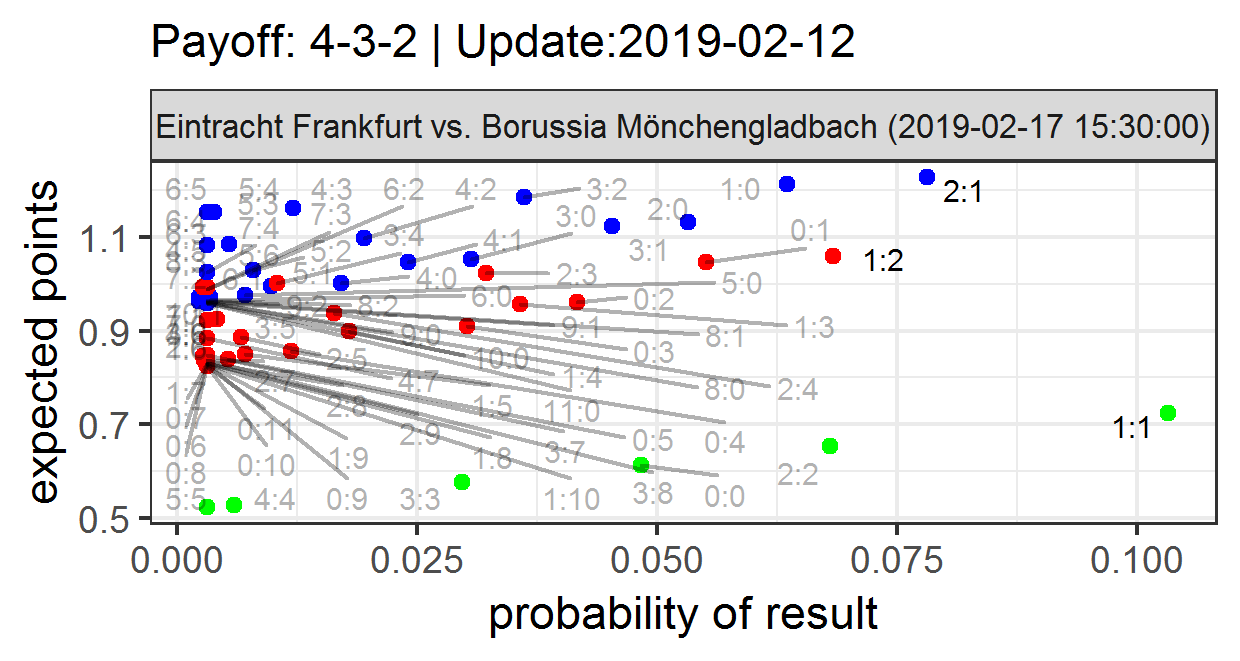 Payoff: 4-3-2 | Update:2019-02-12
Eintracht Frankfurt vs. Borussia Mönchengladbach (2019-02-17 15:30:00)
6:5 5:4 4:3 6:2 4:2 3:2 1:0 2:1
5:3 7:3 3:0 2:0
6:4 7:4 3:4 4:1 3:1 0:1
5:6 5:2 1:2
5:1 4:0 2:3 5:0
9:2 8:2 6:0 0:2
3:5 9:0 9:1 8:1 1:3
2:5 10:0 0:3
2:7 4:7 1:4 8:0 2:4
2:8 1:5 11:0
0:7 0:11 2:9 0:5 0:4 1:1
0:6 1:9 1:8 3:7
0:8 0:10 2:2
5:5 4:4 0:9 3:3 1:10 3:8 0:0
1.1
0.9
0.7
0.5
expected points
0.000 0.025 0.050 0.075 0.100
probability of result